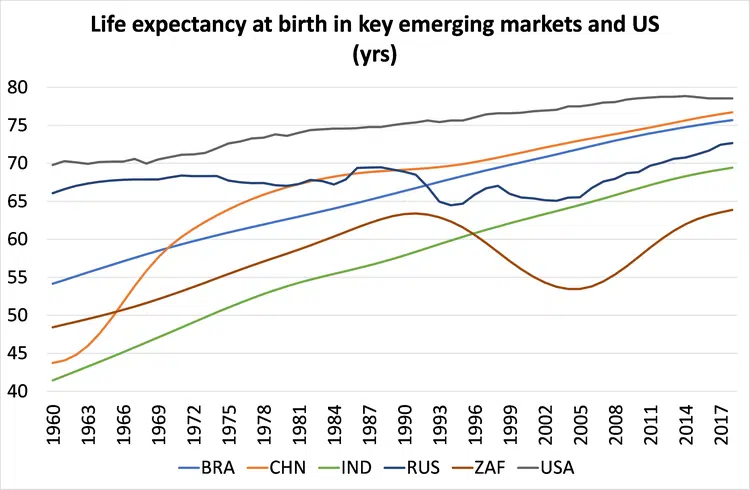 Life expectancy at birth in key emerging markets and US
(yrs)
80
75
70
65
60
55
50
45
40
1960 1963 1966 1969 1972 1975 1978 1981 1984 1987 1990 1993 1996 1999 2002 2005 2008 2011 2014 2017
BRA CHN IND RUS ZAF USA